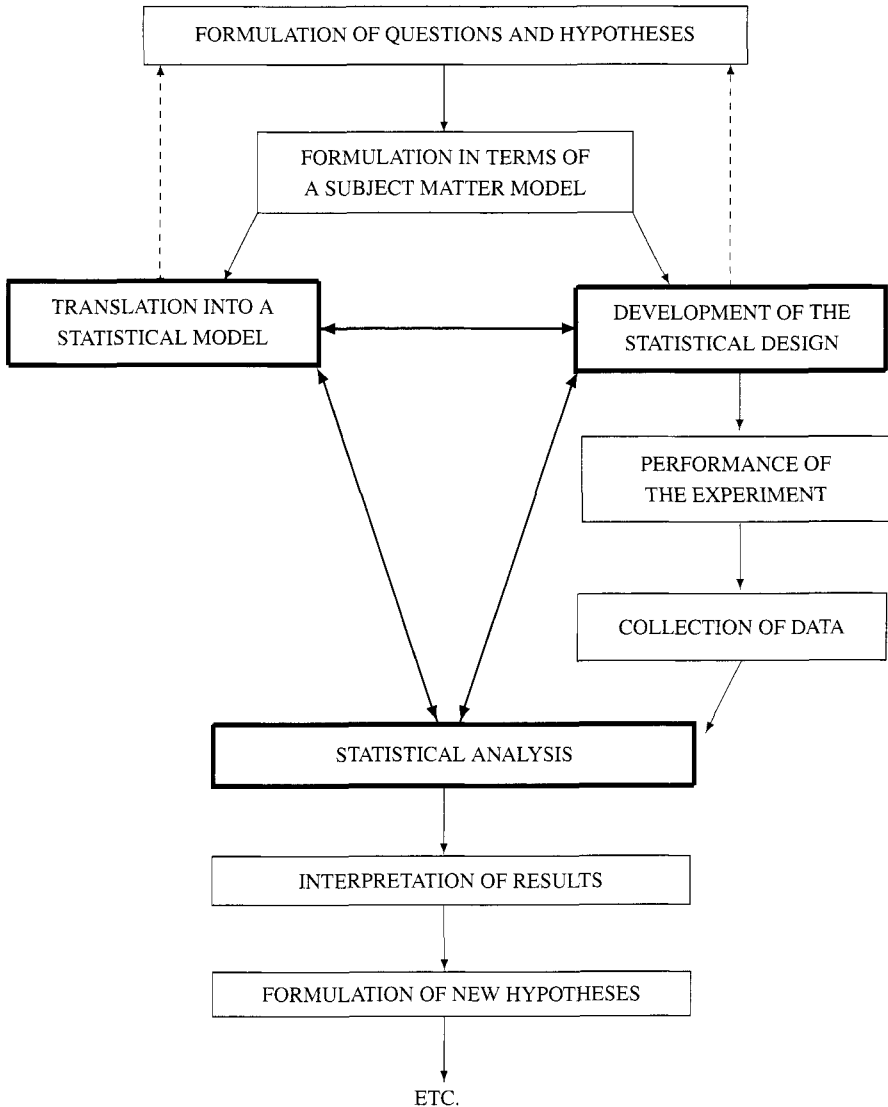 FORMULATION OF QUESTIONS AND HYPOTHESES
FORMULATION IN TERMS OF
A SUBJECT MATTER MODEL
TRANSLATION INTO A
STATISTICAL MODEL
DEVELOPMENT OF THE
STATISTICAL DESIGN
PERFORMANCE OF
THE EXPERIMENT
COLLECTION OF DATA
STATISTICAL ANALYSIS
INTERPRETATION OF RESULTS
FORMULATION OF NEW HYPOTHESES
ETC.